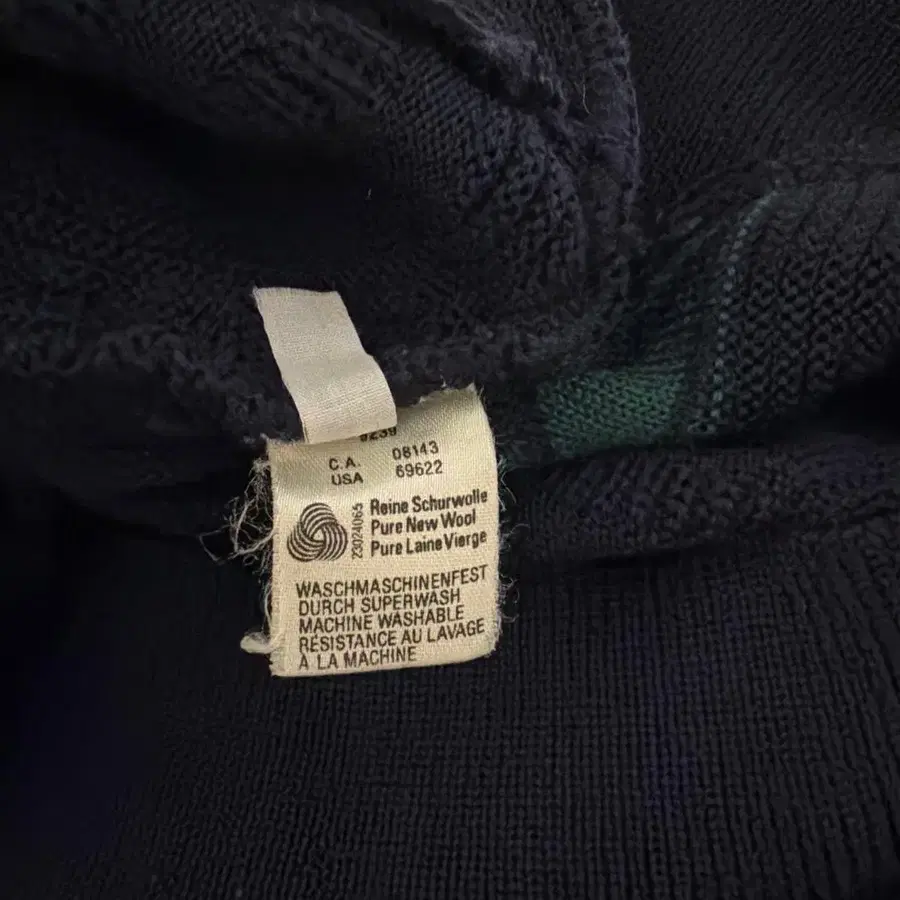 9239
C.A. 08143
USA 69622
23024065
Reine Schurwolle
Pure New Wool
Pure Laine Vierge
WASCHMASCHINENFEST
DURCH SUPERWASH
MACHINE WASHABLE
RÉSISTANCE AU LAVAGE
À LA MACHINE